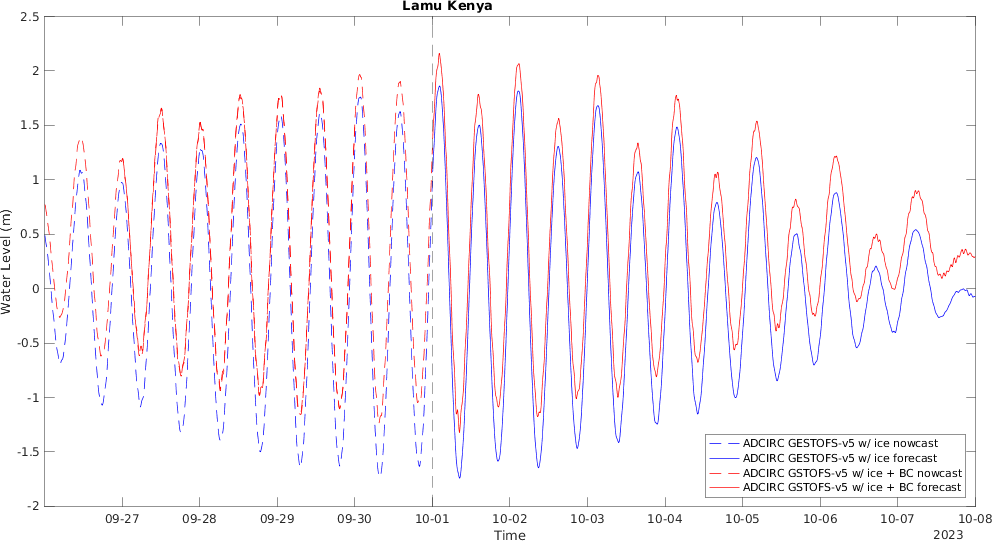 Lamu Kenya
2.5
2
1.5
1
0.5
0
-0.5
-1
-1.5
-2
Water Level (m)
ADCIRC GESTOFS-v5 w/ ice nowcast
ADCIRC GESTOFS-v5 w/ ice forecast
ADCIRC GSTOFS-v5 w/ ice + BC nowcast
ADCIRC GSTOFS-v5 w/ ice + BC forecast
09-27 09-28 09-29 09-30 10-01 10-02 10-03 10-04 10-05 10-06 10-07 10-08
Time
2023